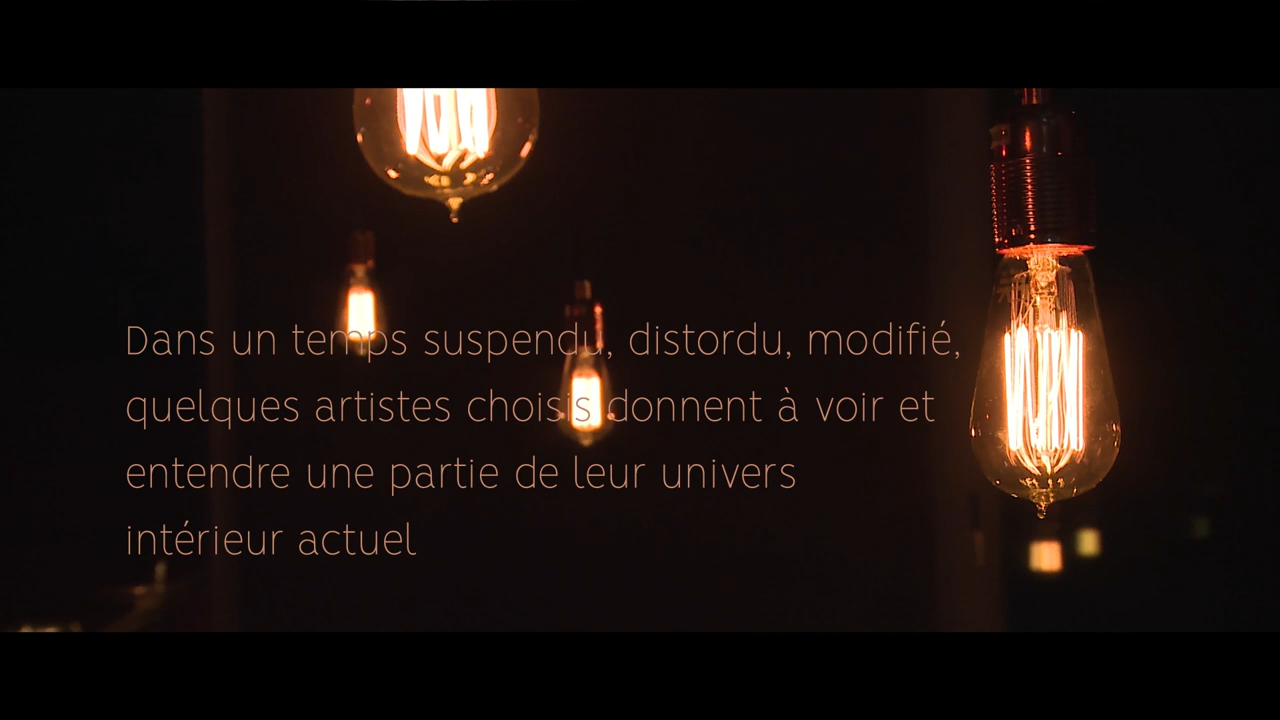 Dans un temps suspendu, distordu, modifié,
quelques artistes choisis donnent à voir et
entendre une partie de leur univers
intérieur actuel